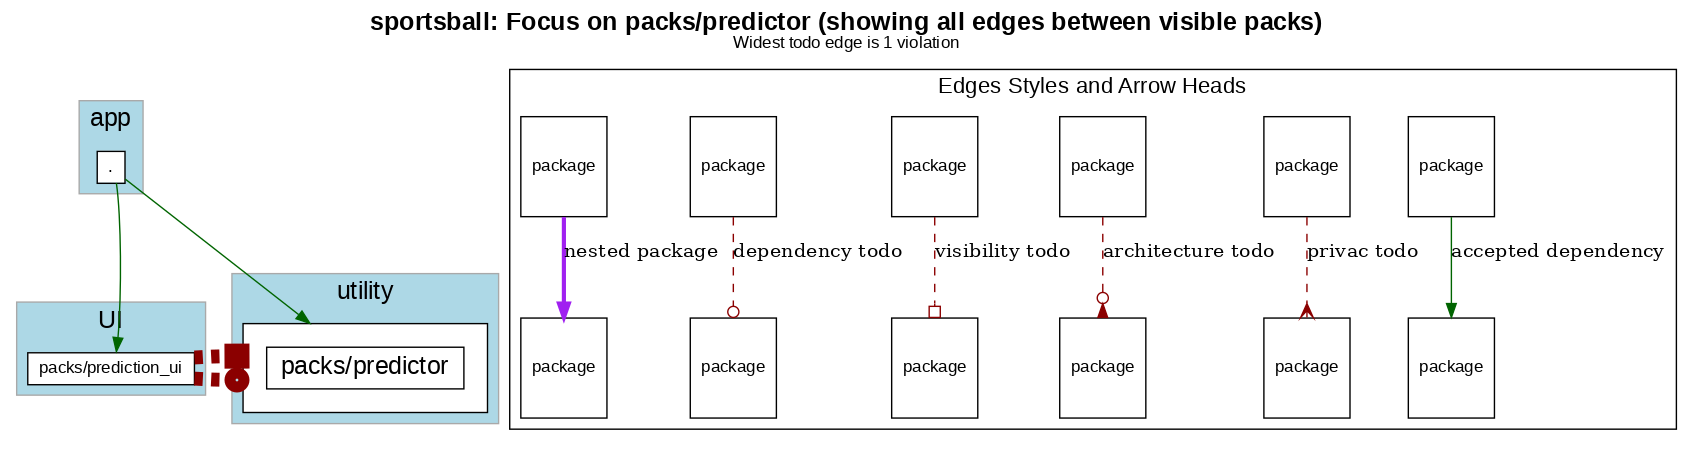 sportsball: Focus on packs/predictor (showing all edges between visible packs)
Widest todo edge is 1 violation
app
.
UI
packs/prediction_ui
utility
packs/predictor
Edges Styles and Arrow Heads
package
package
package
package
package
package
nested package
dependency todo
visibility todo
architecture todo
privac todo
accepted dependency
package
package
package
package
package
package